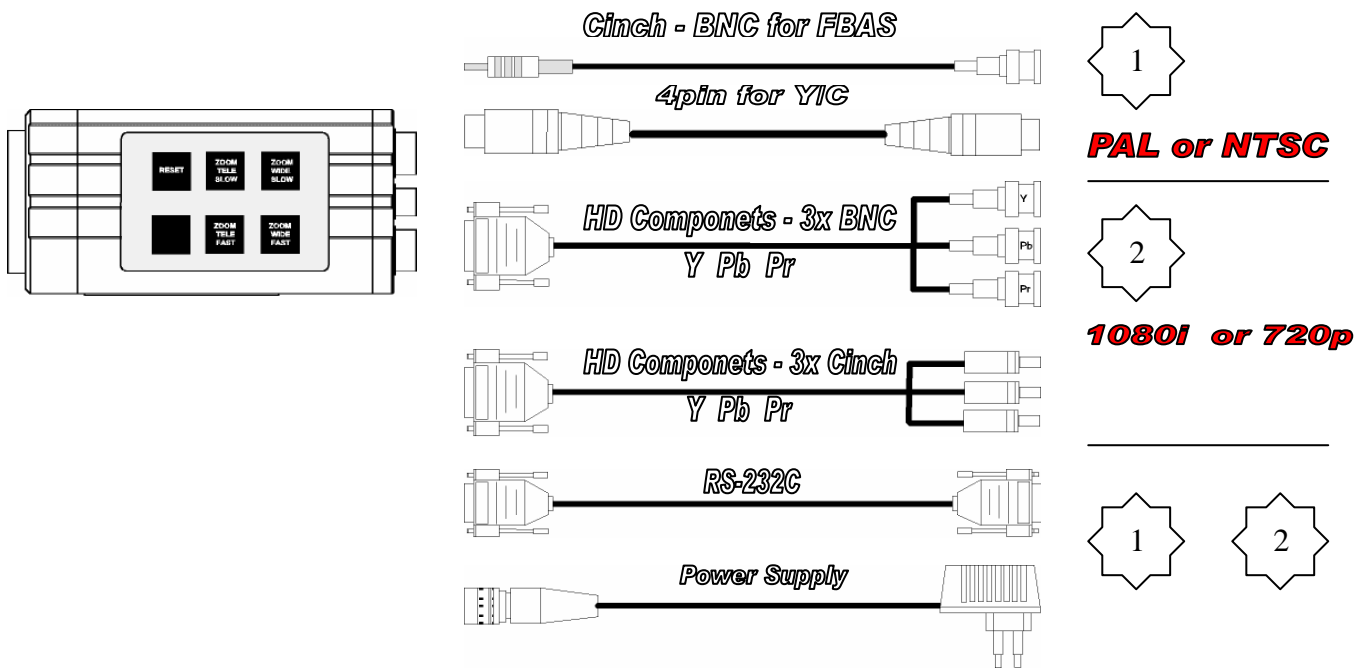 Cinch - BNC for FBAS
1
4pin for Y/C
PAL or NTSC
RESET
ZOOM
TELE
SLOW
ZOOM
WIDE
SLOW
ZOOM
TELE
FAST
ZOOM
WIDE
FAST
HD Componets - 3x BNC
Y Pb Pr
Y
Pb
Pr
2
1080i or 720p
HD Componets - 3x Cinch
Y Pb Pr
RS-232C
1 2
Power Supply